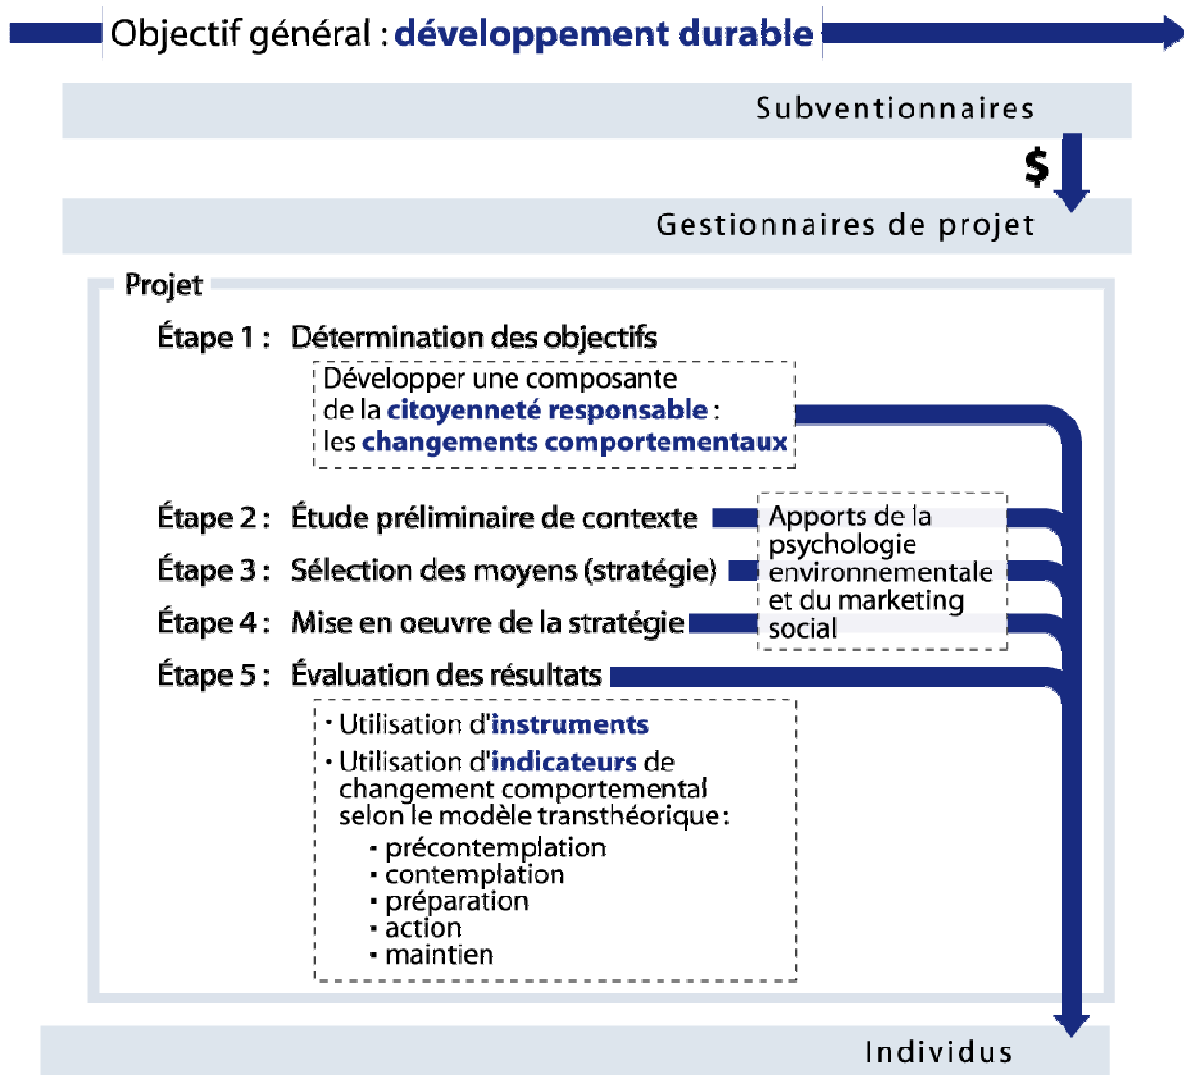 Objectif général : développement durable
Subventionnaires
$
Gestionnaires de projet
Projet
Étape 1 : Détermination des objectifs
Développer une composante
de la citoyenneté responsable :
les changements comportementaux
Étape 2 : Étude préliminaire de contexte
Étape 3 : Sélection des moyens (stratégie)
Étape 4 : Mise en oeuvre de la stratégie
Apports de la
psychologie
environnementale
et du marketing
social
Étape 5 : Évaluation des résultats
· Utilisation d'instruments
· Utilisation d'indicateurs de
changement comportemental
selon le modèle transthéorique :
· précontemplation
· contemplation
· préparation
· action
· maintien
Individus